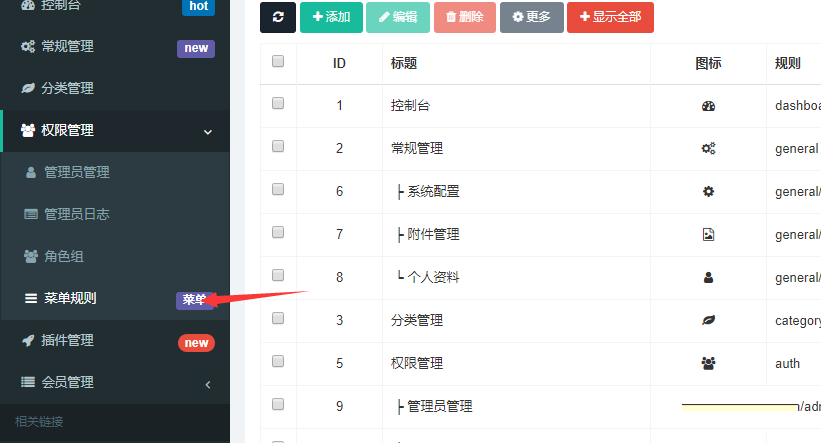 控制台 hot
常规管理 new
分类管理
权限管理
管理员管理
管理员日志
角色组
菜单规则 菜单
插件管理 new
会员管理
相关链接
添加 编辑 删除 更多 显示全部
ID 标题 图标 规则
1 控制台 dashboa
2 常规管理 general
6 ├ 系统配置 general/
7 ├ 附件管理 general/
8 └ 个人资料 general/
3 分类管理 category
5 权限管理 auth
9 ├ 管理员管理 /adm